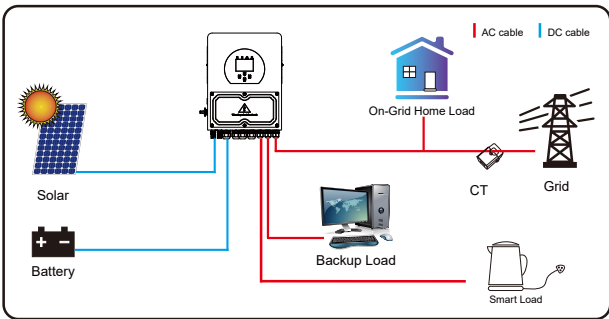 AC cable
DC cable
On-Grid Home Load
Solar
CT
Grid
Battery
Backup Load
Smart Load